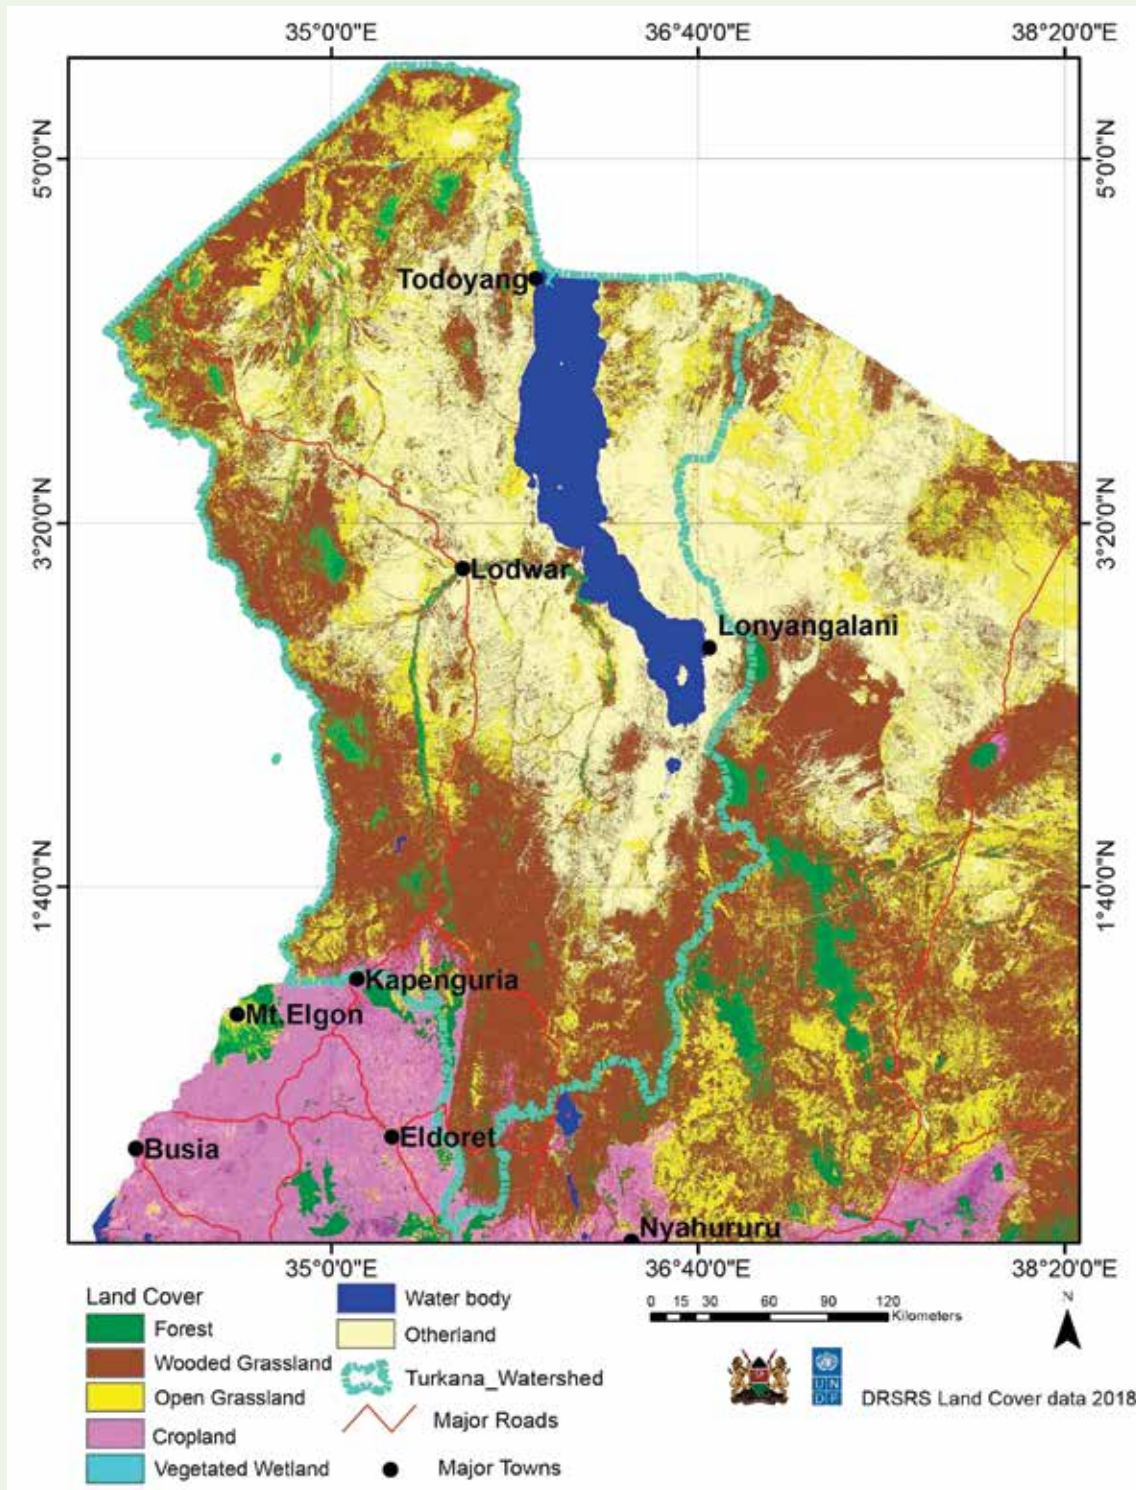 35°0'0"E 36°40'0"E 38°20'0"E
5°0'0"N
5°0'0"N
Todoyang
3°20'0"N
3°20'0"N
Lodwar
Lonyangalani
1°40'0"N
1°40'0"N
Kapenguria
Mt.Elgon
Eldoret
Busia
Nyahururu
35°0'0"E 36°40'0"E 38°20'0"E
Land Cover
Forest
Wooded Grassland
Open Grassland
Cropland
Vegetated Wetland
Water body
Otherland
Turkana_Watershed
Major Roads
Major Towns
0 15 30 60 90 120
Kilometers
N
UN
DP
DRSRS Land Cover data 2018